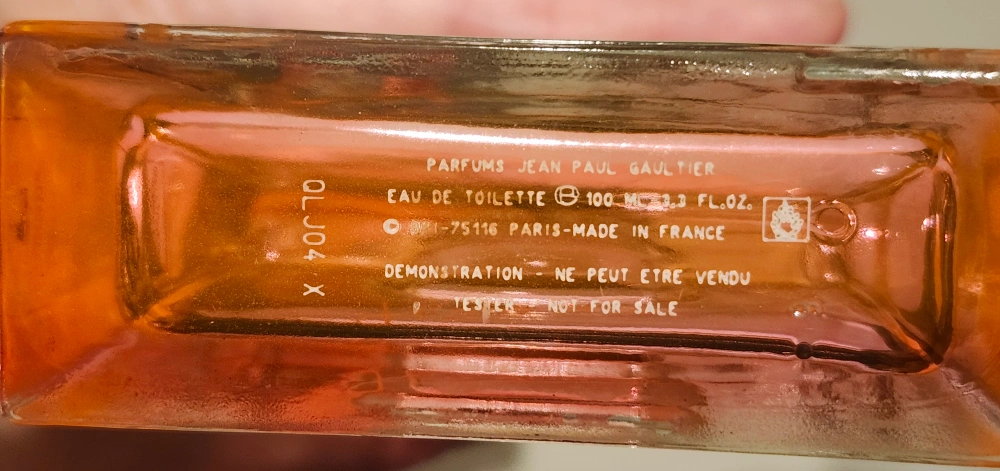 PARFUMS JEAN PAUL GAULTIER
EAU DE TOILETTE 100 ML 3.3 FL.OZ.
© -75116 PARIS-MADE IN FRANCE
DEMONSTRATION - NE PEUT ETRE VENDU
TESTER - NOT FOR SALE
QLJ04 X